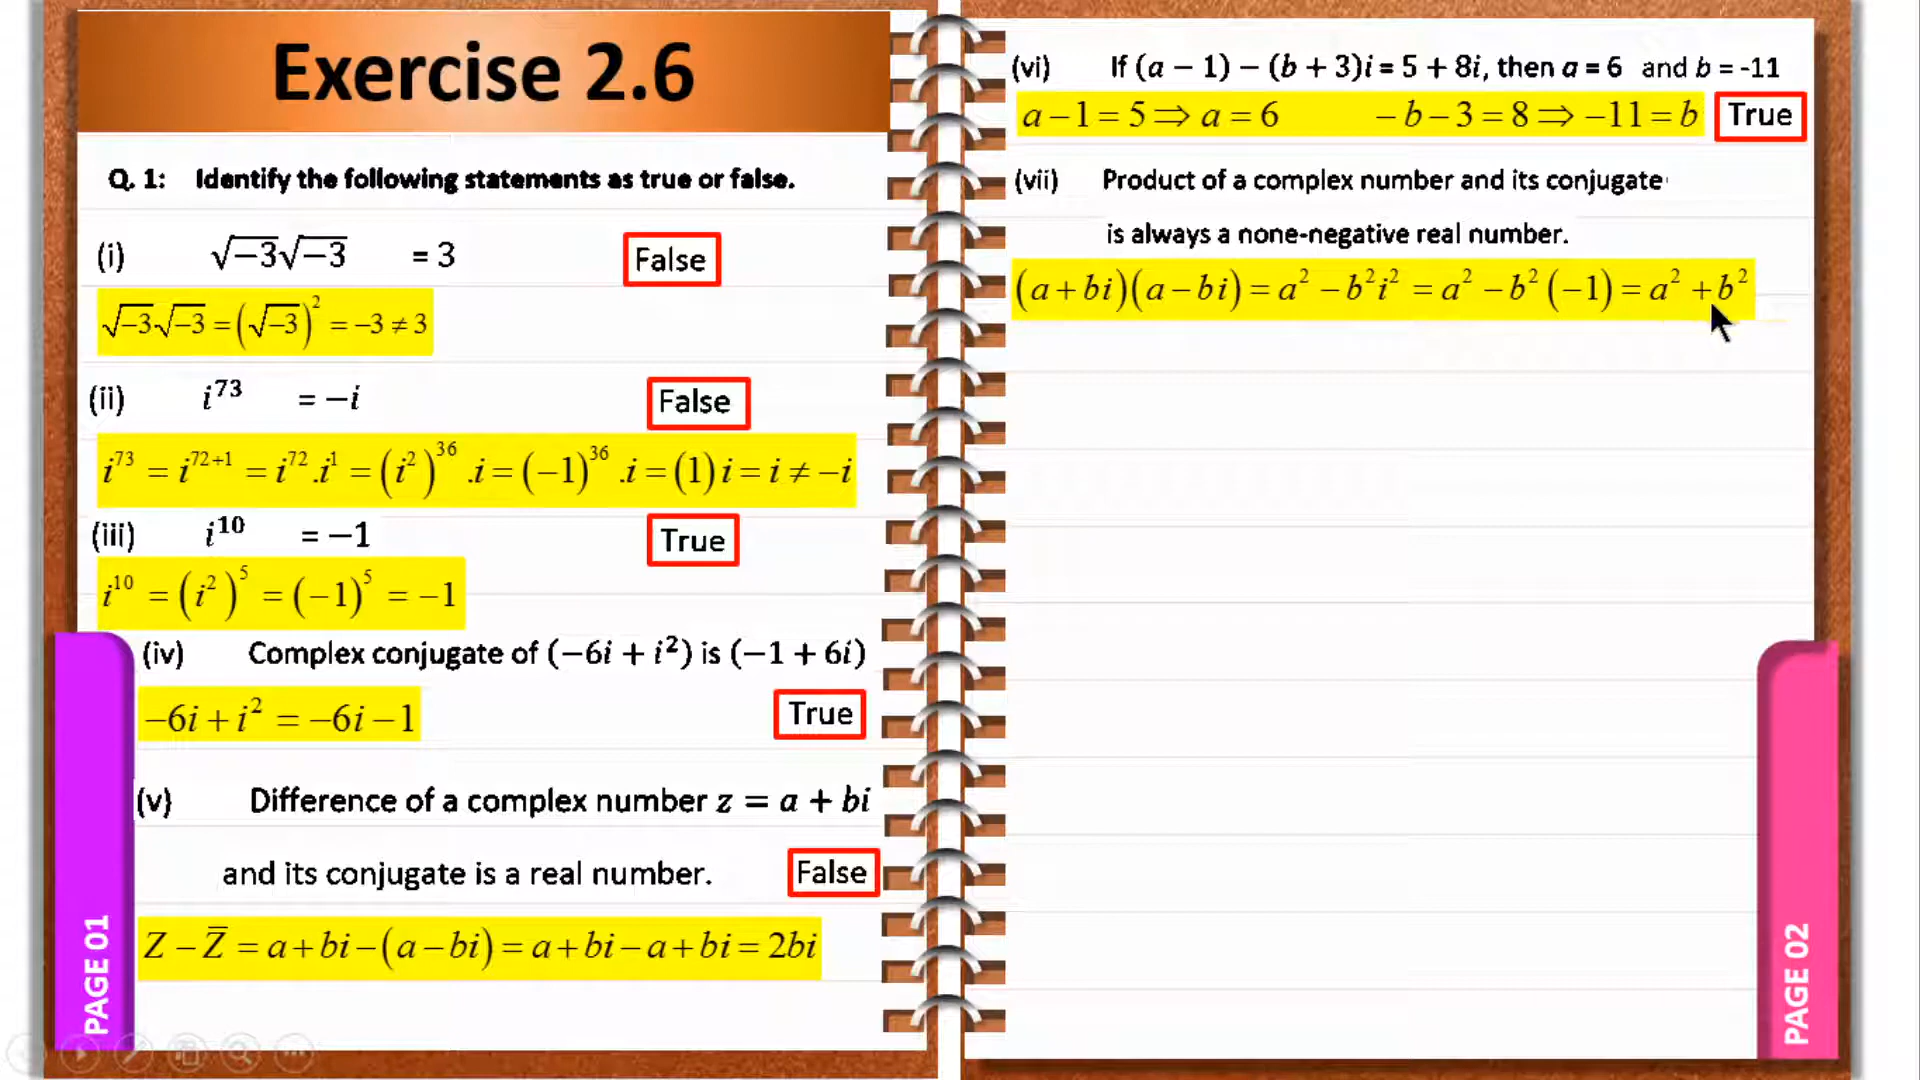 Exercise 2.6
Q. 1: Identify the following statements as true or false.
(i) √−3√−3 = 3 False
√−3√−3 = (√−3)² = −3 ≠ 3
(ii) i⁷³ = −i False
i⁷³ = i⁷²⁺¹ = i⁷².i¹ = (i²)³⁶ .i = (−1)³⁶ .i = (1)i = i ≠ −i
(iii) i¹⁰ = −1 True
i¹⁰ = (i²)⁵ = (−1)⁵ = −1
(iv) Complex conjugate of (−6i + i²) is (−1 + 6i)
−6i + i² = −6i − 1 True
(v) Difference of a complex number z = a + bi
and its conjugate is a real number. False
Z − Z̅ = a + bi − (a − bi) = a + bi − a + bi = 2bi
PAGE 01
(vi) If (a − 1) − (b + 3)i = 5 + 8i, then a = 6 and b = -11
a − 1 = 5 ⇒ a = 6 −b − 3 = 8 ⇒ −11 = b True
(vii) Product of a complex number and its conjugate
is always a none-negative real number.
(a + bi)(a − bi) = a² − b²i² = a² − b²(−1) = a² + b²
PAGE 02